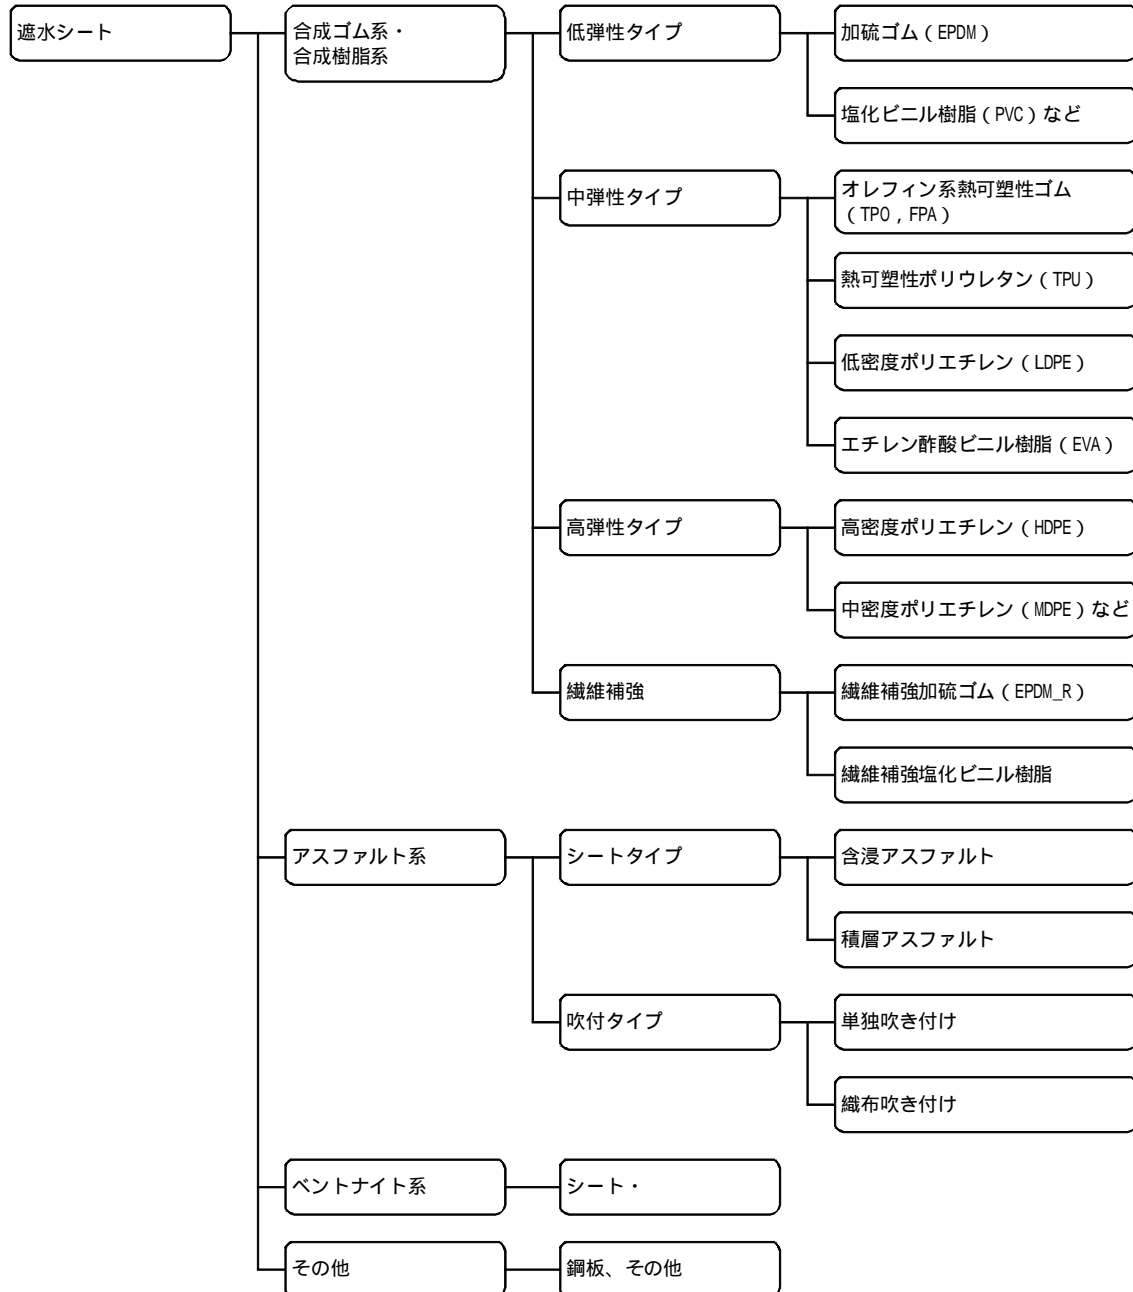 遮水シート
合成ゴム系・
合成樹脂系
低弾性タイプ
加硫ゴム（EPDM）
塩化ビニル樹脂（PVC）など
中弾性タイプ
オレフィン系熱可塑性ゴム
（TPO，FPA）
熱可塑性ポリウレタン（TPU）
低密度ポリエチレン（LDPE）
エチレン酢酸ビニル樹脂（EVA）
高弾性タイプ
高密度ポリエチレン（HDPE）
中密度ポリエチレン（MDPE）など
繊維補強
繊維補強加硫ゴム（EPDM_R）
繊維補強塩化ビニル樹脂
アスファルト系
シートタイプ
含浸アスファルト
積層アスファルト
吹付タイプ
単独吹き付け
織布吹き付け
ベントナイト系
シート・
その他
鋼板、その他